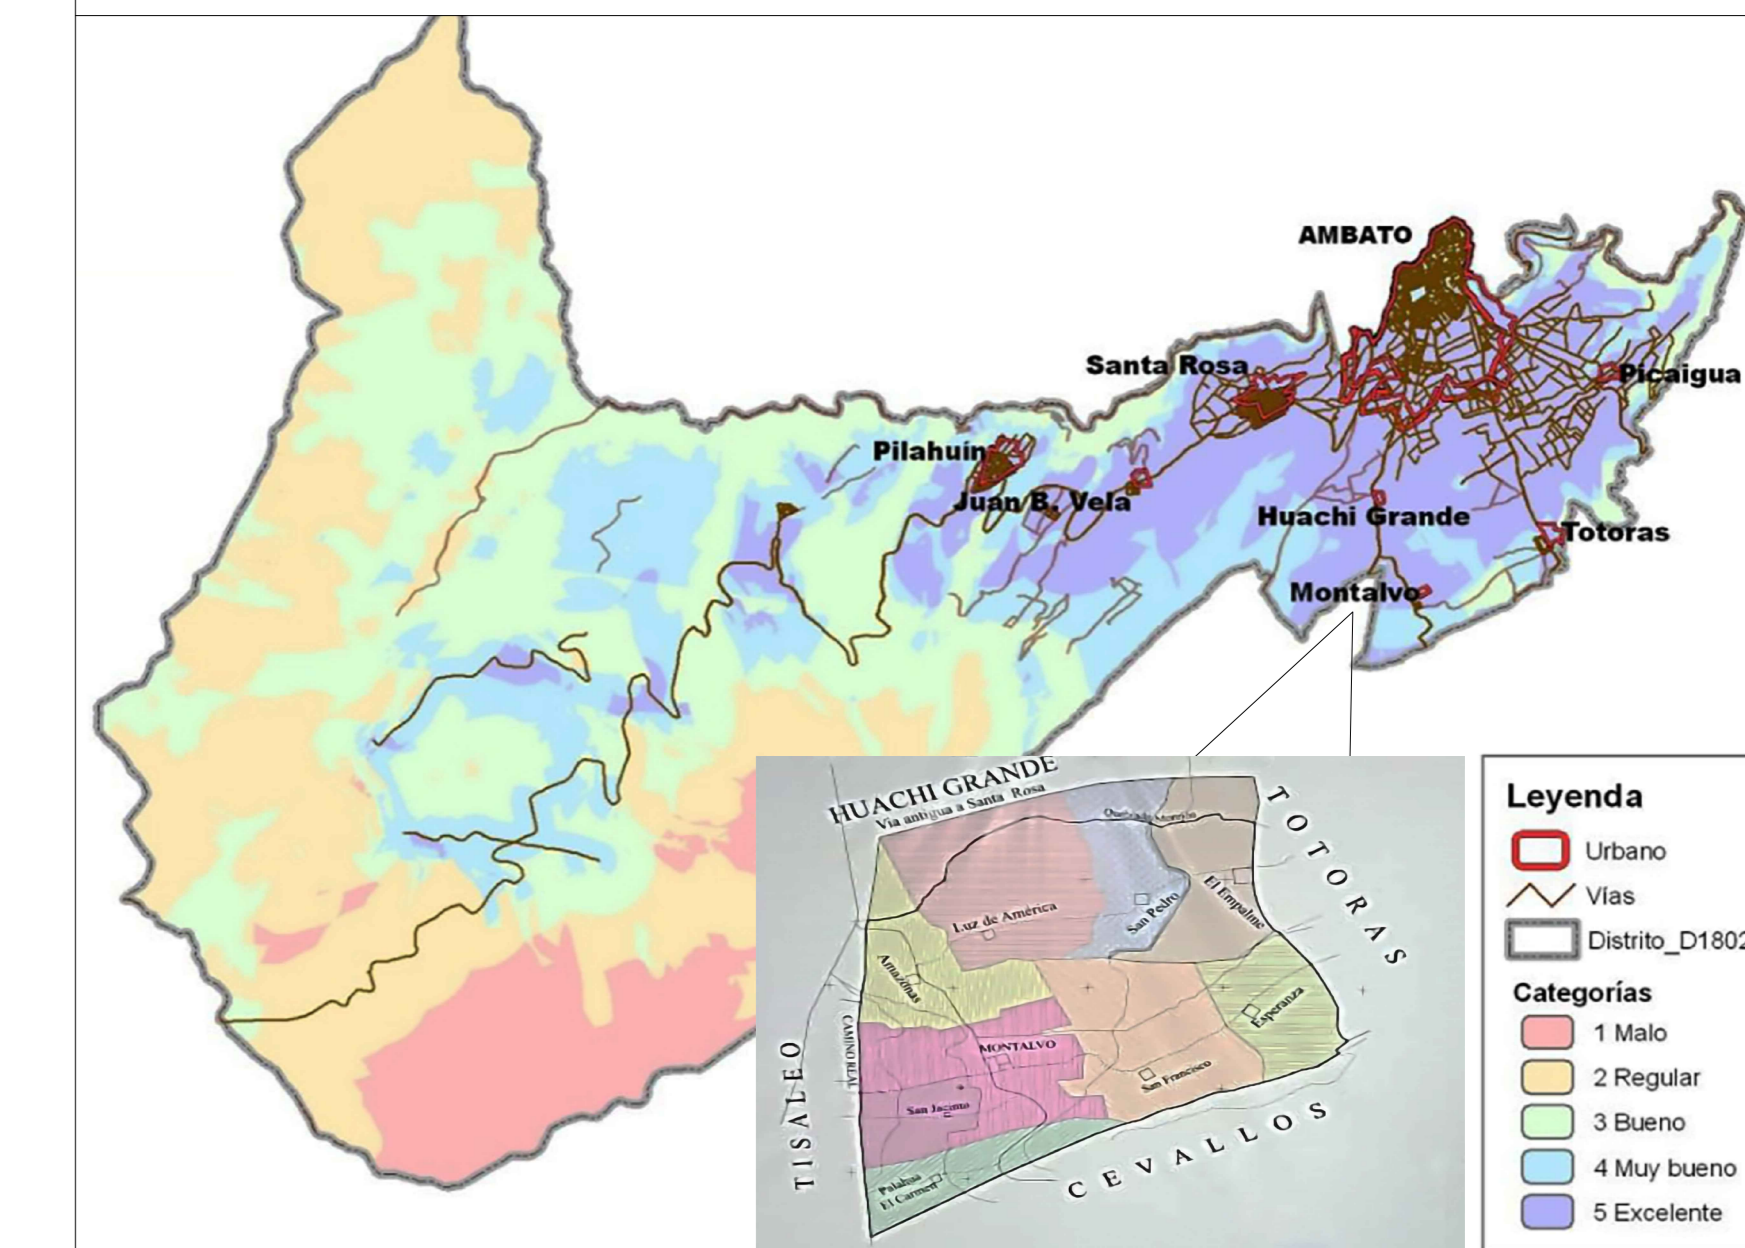 AMBATO
Santa Rosa
Picaigua
Pilahuín
Juan B. Vela
Huachi Grande
Totoras
Montalvo
HUACHI GRANDE
Via antigua a Santa Rosa
TOTORAS
Luz de América
San Pedro
El Empalme
Amazonas
Esperanza
CAMINO REAL
MONTALVO
San Francisco
San Jacinto
TISALEO
Palahua
El Carmen
CEVALLOS
Leyenda
Urbano
Vías
Distrito_D1802
Categorías
1 Malo
2 Regular
3 Bueno
4 Muy bueno
5 Excelente